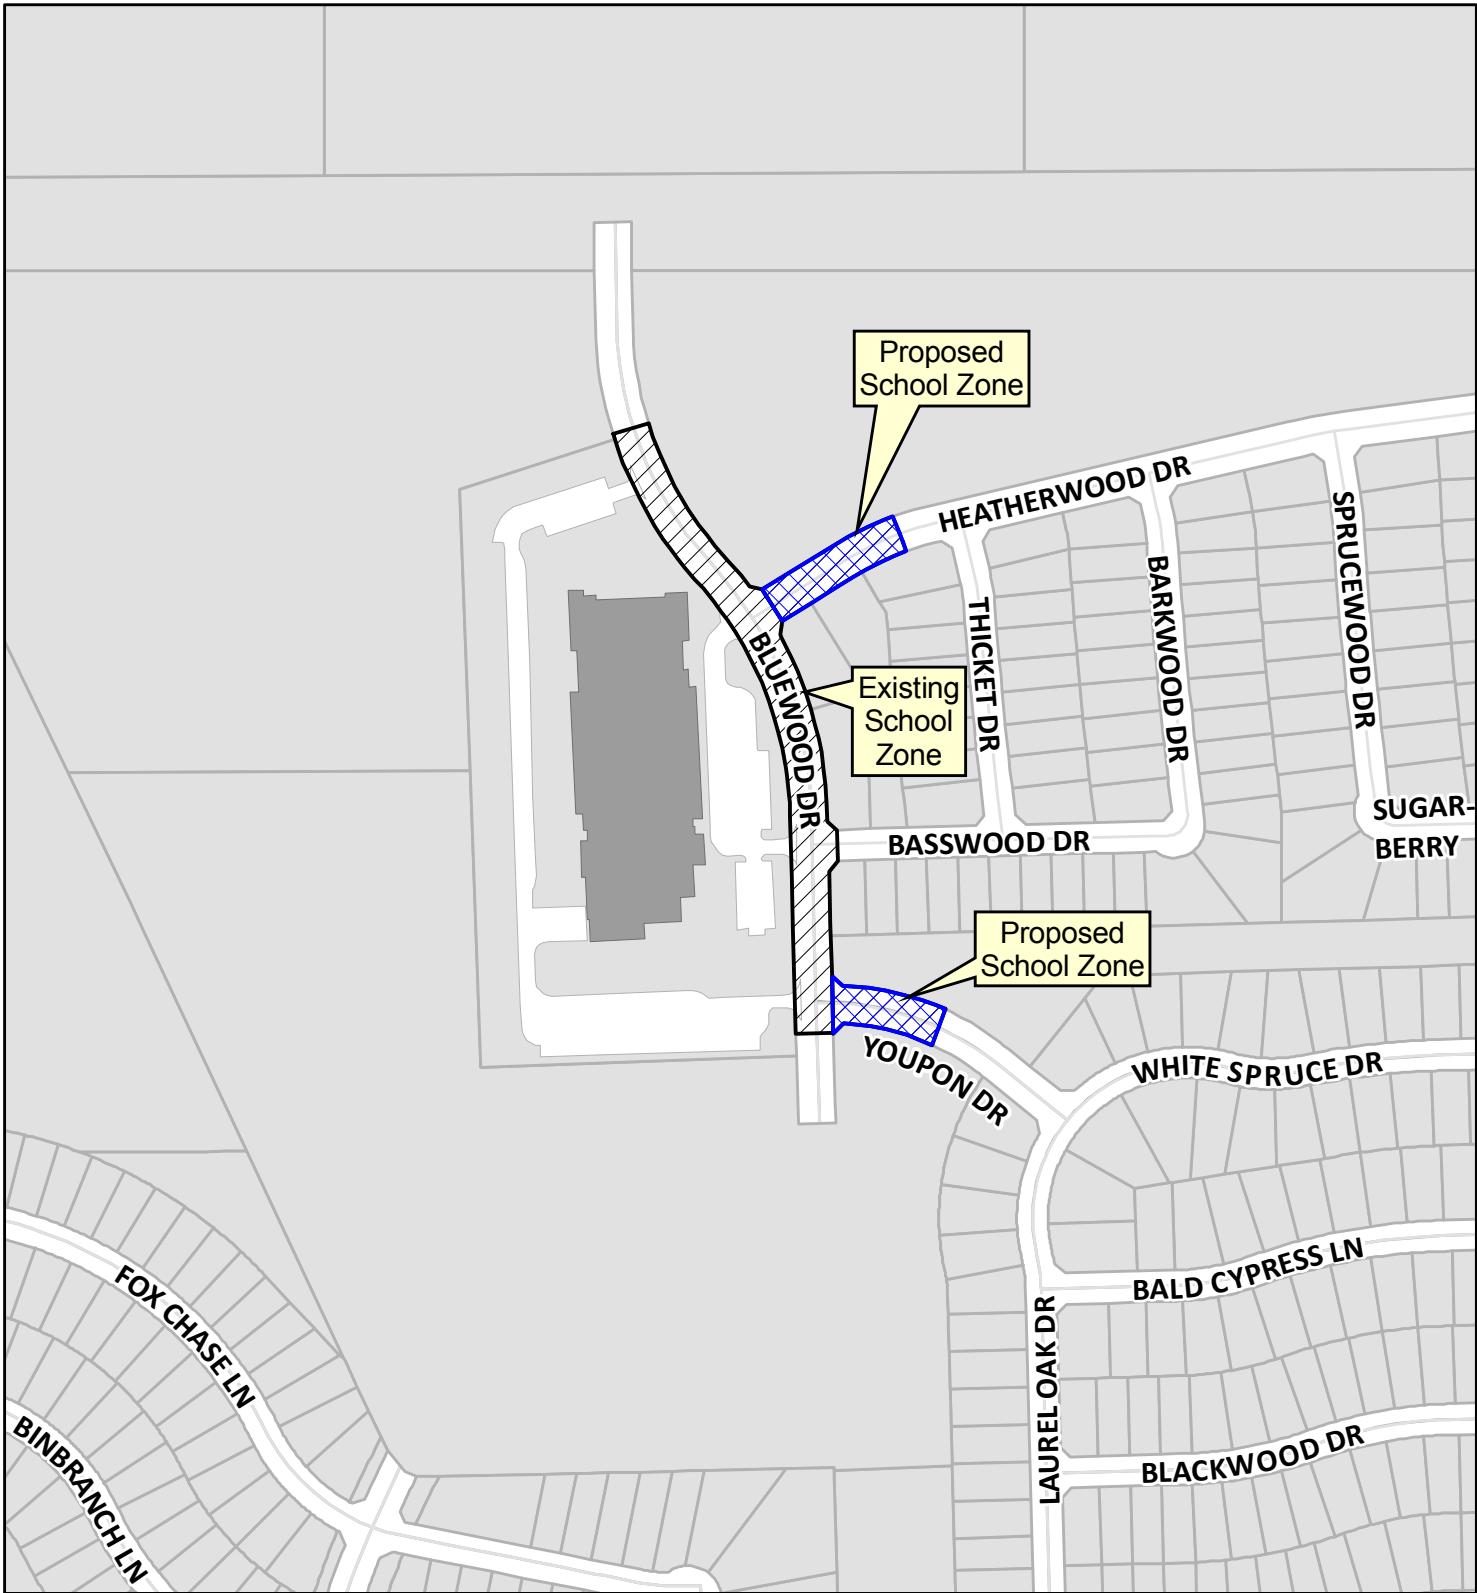 Proposed
School Zone
HEATHERWOOD DR
SPRUCEWOOD DR
BARKWOOD DR
THICKET DR
BLUEWOOD DR
Existing
School
Zone
SUGAR-
BERRY
BASSWOOD DR
Proposed
School Zone
YOUPON DR
WHITE SPRUCE DR
BALD CYPRESS LN
FOX CHASE LN
LAUREL OAK DR
BLACKWOOD DR
BINBRANCH LN